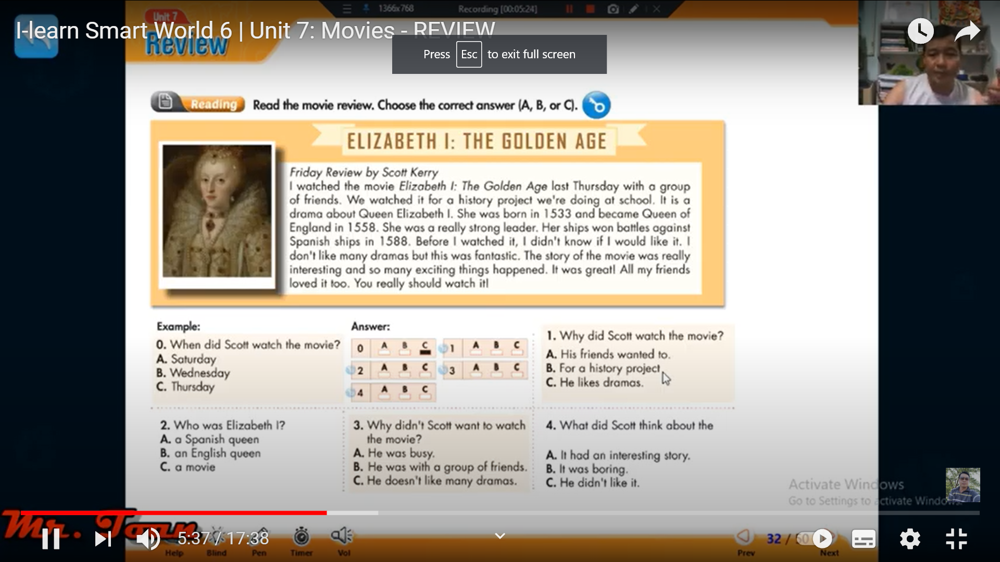 Unit 7
1366x768
Recording [00:05:24]
I-learn Smart World 6 | Unit 7: Movies - REVIEW
Review
Press Esc to exit full screen
Reading
Read the movie review. Choose the correct answer (A, B, or C).
ELIZABETH I: THE GOLDEN AGE
Friday Review by Scott Kerry
I watched the movie Elizabeth I: The Golden Age last Thursday with a group
of friends. We watched it for a history project we're doing at school. It is a
drama about Queen Elizabeth I. She was born in 1533 and became Queen of
England in 1558. She was a really strong leader. Her ships won battles against
Spanish ships in 1588. Before I watched it, I didn't know if I would like it. I
don't like many dramas but this was fantastic. The story of the movie was really
interesting and so many exciting things happened. It was great! All my friends
loved it too. You really should watch it!
Example:
0. When did Scott watch the movie?
A. Saturday
B. Wednesday
C. Thursday
Answer:
0 A B C
1 A B C
2 A B C
3 A B C
4 A B C
1. Why did Scott watch the movie?
A. His friends wanted to.
B. For a history project
C. He likes dramas.
2. Who was Elizabeth I?
A. a Spanish queen
B. an English queen
C. a movie
3. Why didn't Scott want to watch
the movie?
A. He was busy.
B. He was with a group of friends.
C. He doesn't like many dramas.
4. What did Scott think about the
A. It had an interesting story.
B. It was boring.
C. He didn't like it.
Activate Windows
Go to Settings to activate Windows.
Mr. Toan
5:37 / 17:38
Help
Blind
Pen
Timer
Vol
32 / 50
Prev
Next